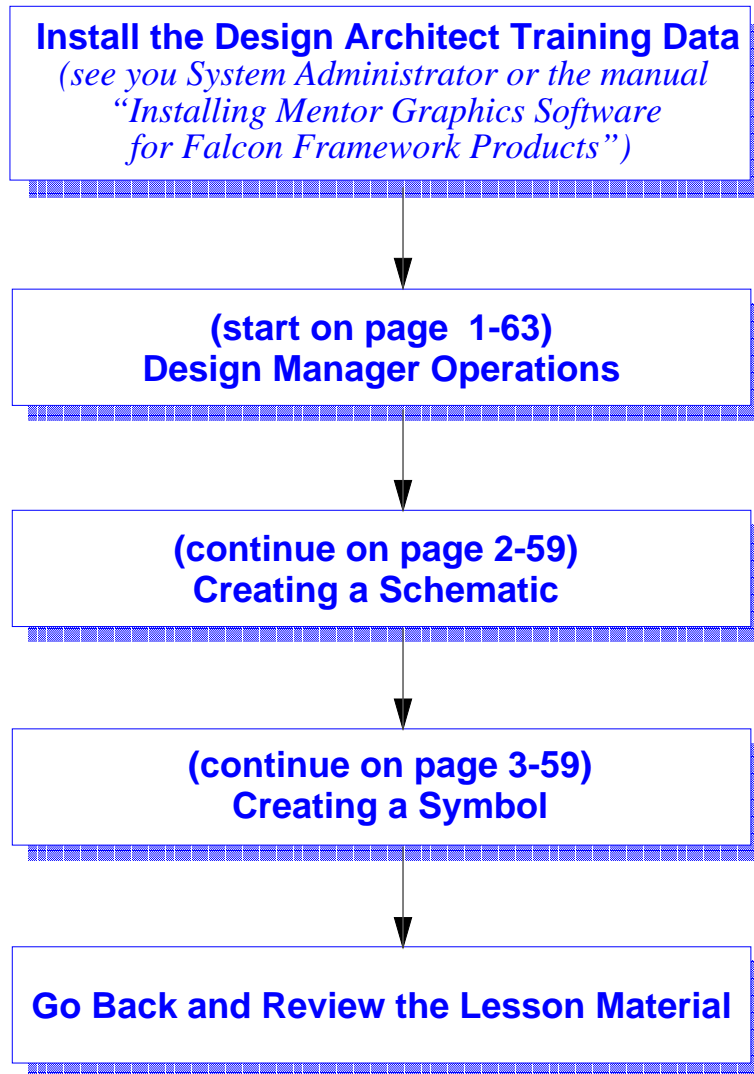 Install the Design Architect Training Data
(see you System Administrator or the manual
“Installing Mentor Graphics Software
for Falcon Framework Products”)
(start on page 1-63)
Design Manager Operations
(continue on page 2-59)
Creating a Schematic
(continue on page 3-59)
Creating a Symbol
Go Back and Review the Lesson Material